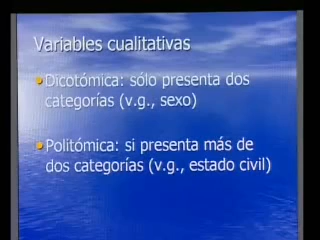 Variables cualitativas
•Dicotómica: sólo presenta dos
categorías (v.g., sexo)
•Politómica: si presenta más de
dos categorías (v.g., estado civil)